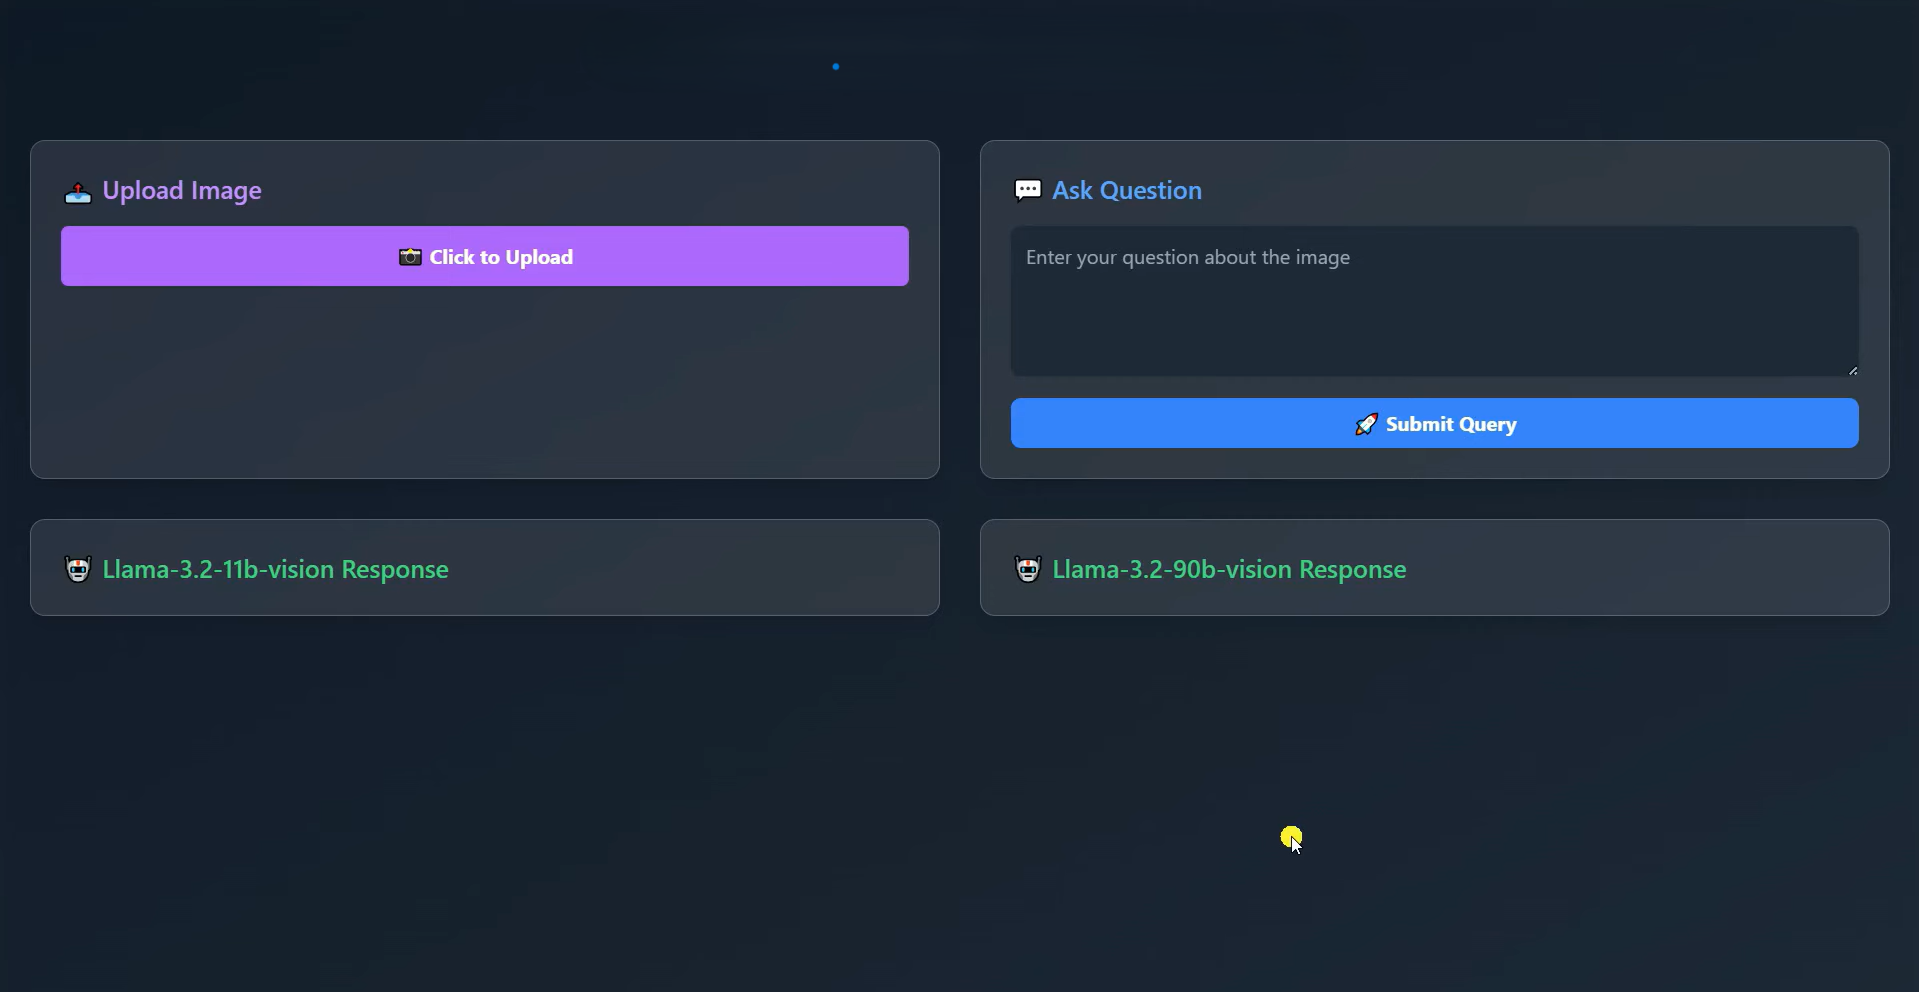 Upload Image
Click to Upload
Ask Question
Enter your question about the image
Submit Query
Llama-3.2-11b-vision Response
Llama-3.2-90b-vision Response